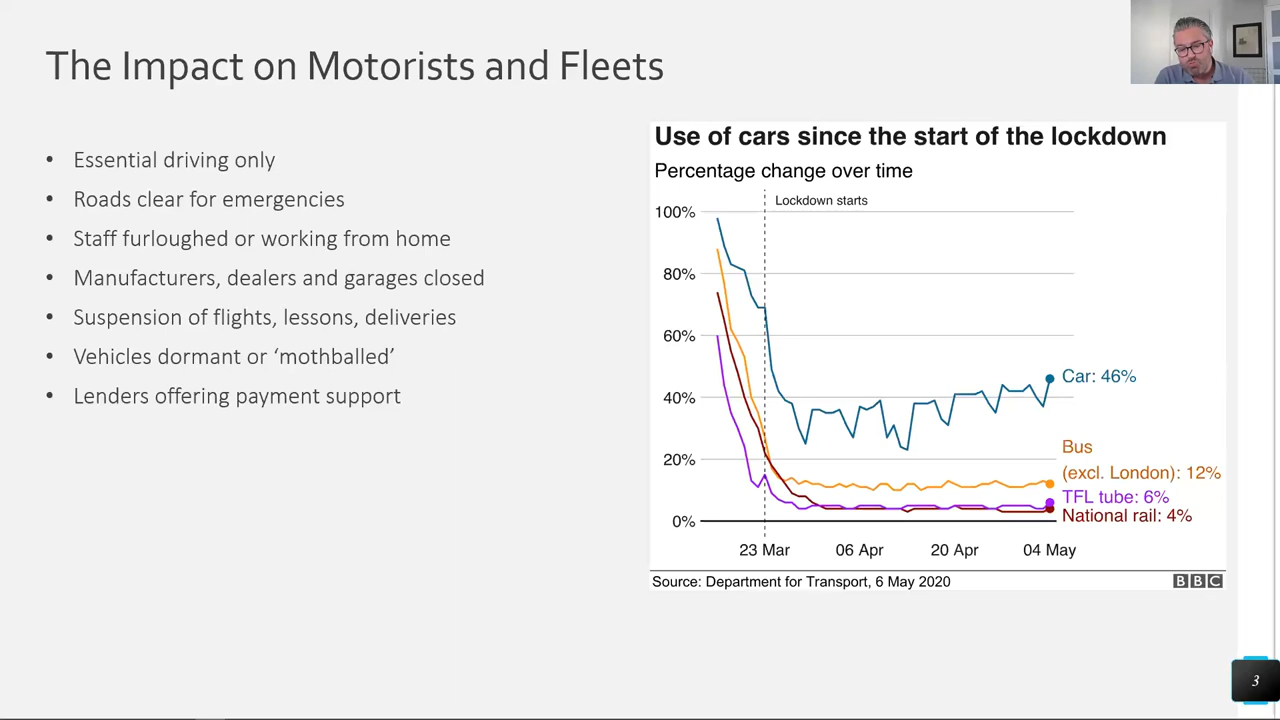 The Impact on Motorists and Fleets
• Essential driving only
• Roads clear for emergencies
• Staff furloughed or working from home
• Manufacturers, dealers and garages closed
• Suspension of flights, lessons, deliveries
• Vehicles dormant or ‘mothballed’
• Lenders offering payment support
Use of cars since the start of the lockdown
Percentage change over time
Lockdown starts
100%
80%
60%
40%
20%
0%
Car: 46%
Bus
(excl. London): 12%
TFL tube: 6%
National rail: 4%
23 Mar 06 Apr 20 Apr 04 May
Source: Department for Transport, 6 May 2020 BBC
3